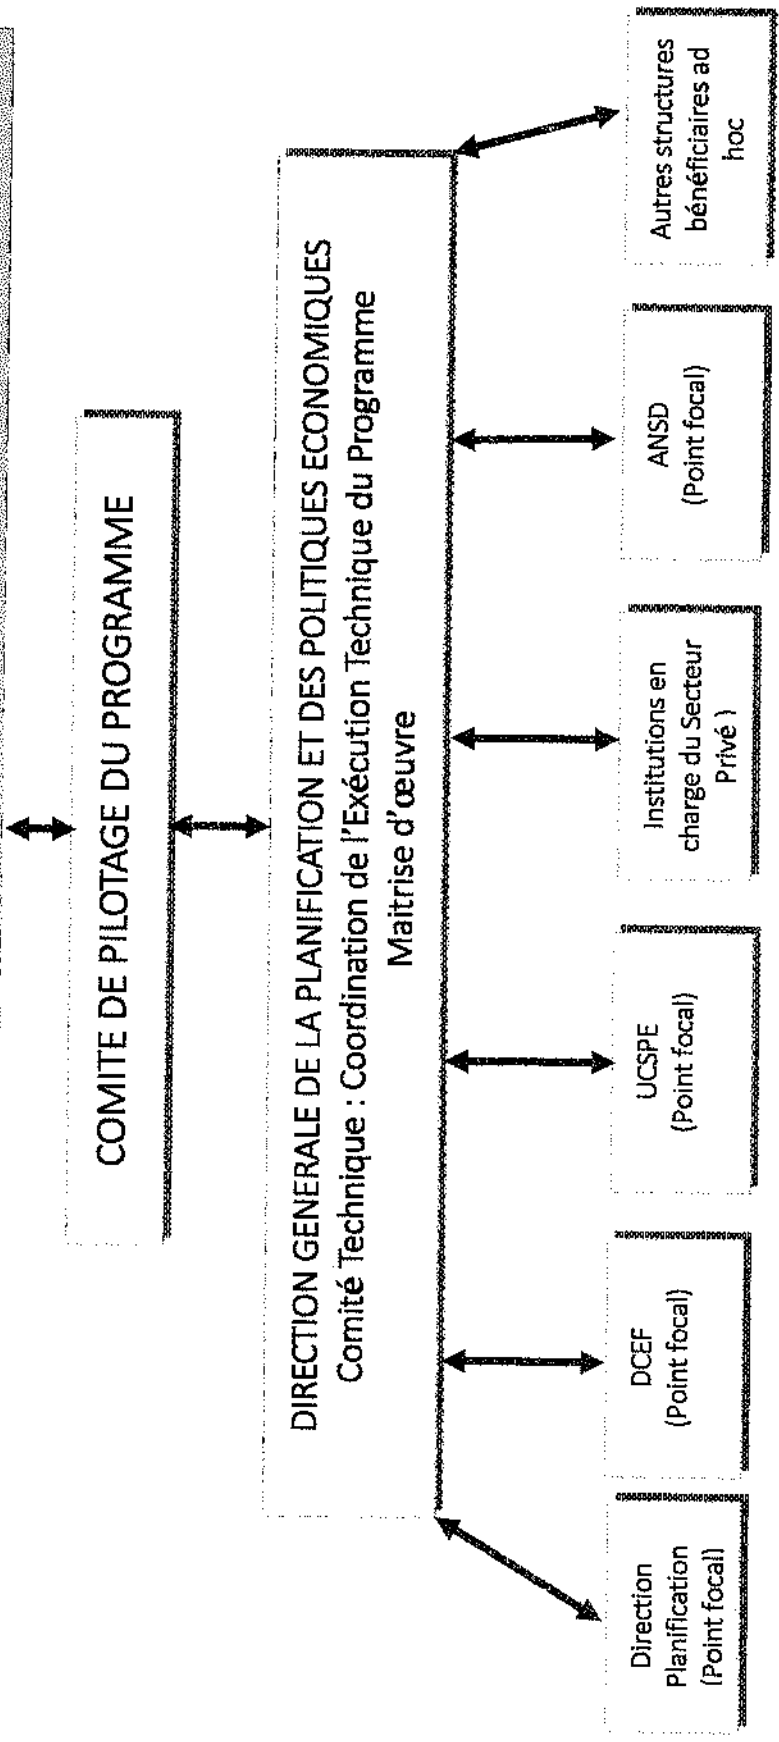 COMITE DE PILOTAGE DU PROGRAMME
DIRECTION GENERALE DE LA PLANIFICATION ET DES POLITIQUES ECONOMIQUES
Comité Technique : Coordination de l'Exécution Technique du Programme
Maitrise d'œuvre
Direction
Planification
(Point focal)
DCEF
(Point focal)
UCSPE
(Point focal)
Institutions en
charge du Secteur
Privé )
ANSD
(Point focal)
Autres structures
bénéficiaires ad
hoc